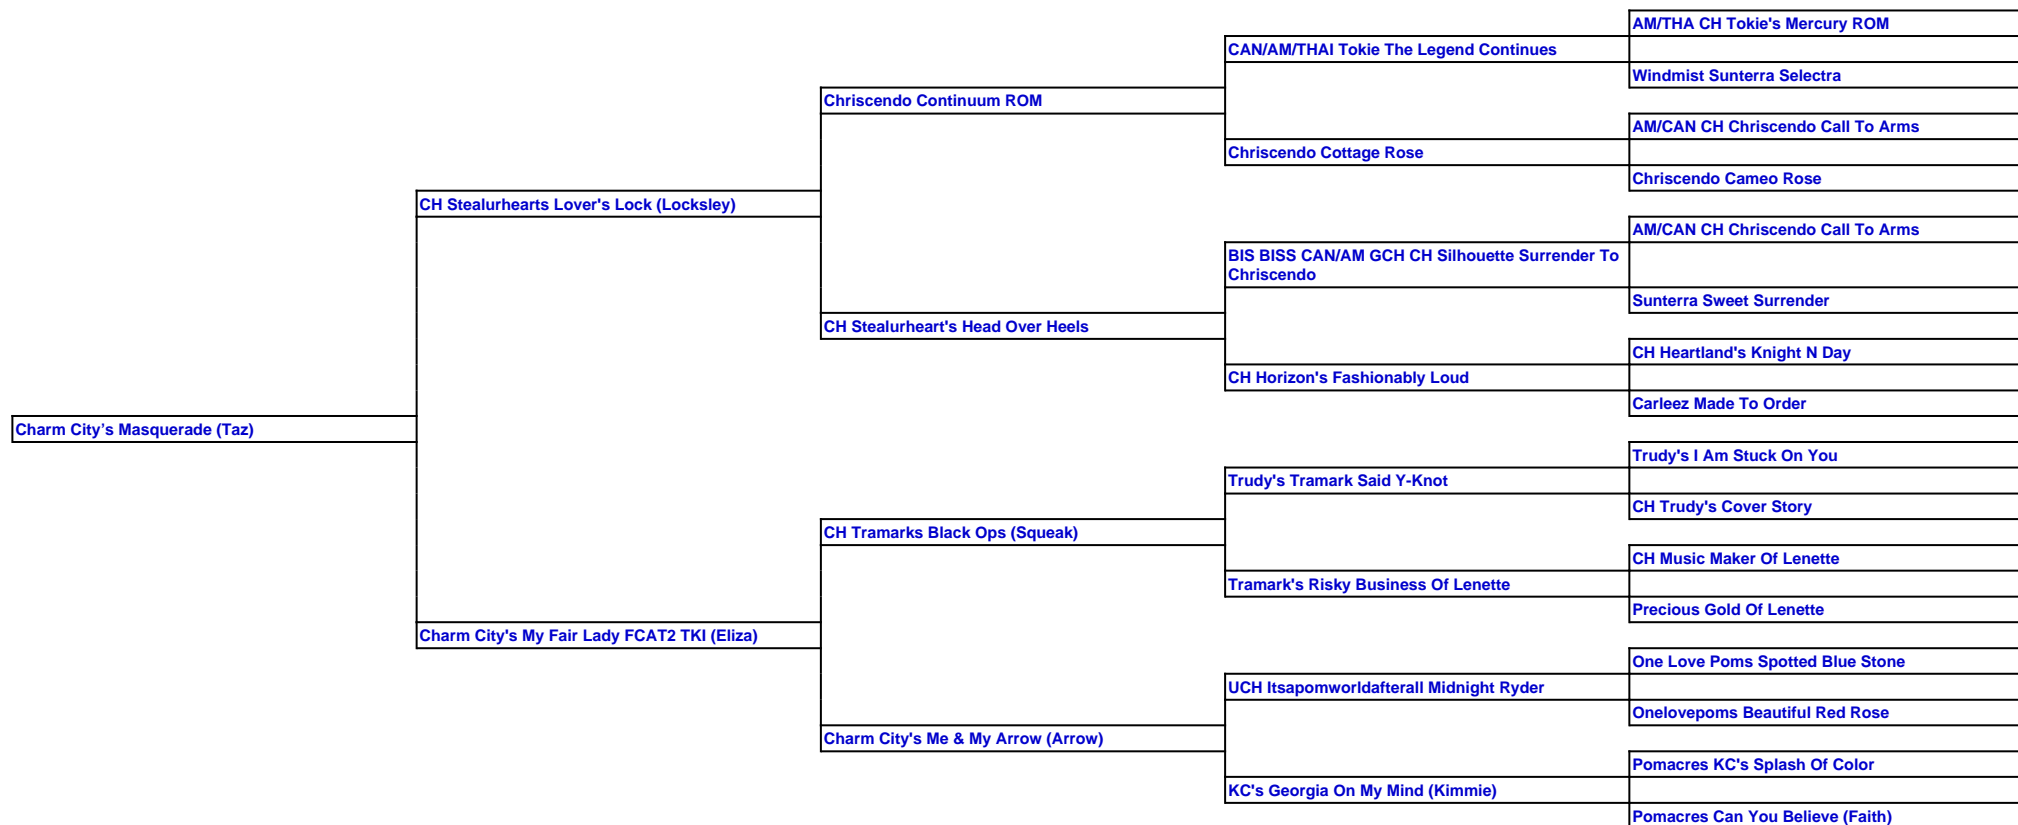 AM/THA CH Tokie's Mercury ROM
CAN/AM/THAI Tokie The Legend Continues
Windmist Sunterra Selectra
Chriscendo Continuum ROM
AM/CAN CH Chriscendo Call To Arms
Chriscendo Cottage Rose
Chriscendo Cameo Rose
CH Stealurhearts Lover's Lock (Locksley)
AM/CAN CH Chriscendo Call To Arms
BIS BISS CAN/AM GCH CH Silhouette Surrender To
Chriscendo
Sunterra Sweet Surrender
CH Stealurheart's Head Over Heels
CH Heartland's Knight N Day
CH Horizon's Fashionably Loud
Carleez Made To Order
Charm City’s Masquerade (Taz)
Trudy's I Am Stuck On You
Trudy's Tramark Said Y-Knot
CH Trudy's Cover Story
CH Tramarks Black Ops (Squeak)
CH Music Maker Of Lenette
Tramark's Risky Business Of Lenette
Precious Gold Of Lenette
Charm City's My Fair Lady FCAT2 TKI (Eliza)
One Love Poms Spotted Blue Stone
UCH Itsapomworldafterall Midnight Ryder
Onelovepoms Beautiful Red Rose
Charm City's Me & My Arrow (Arrow)
Pomacres KC's Splash Of Color
KC's Georgia On My Mind (Kimmie)
Pomacres Can You Believe (Faith)